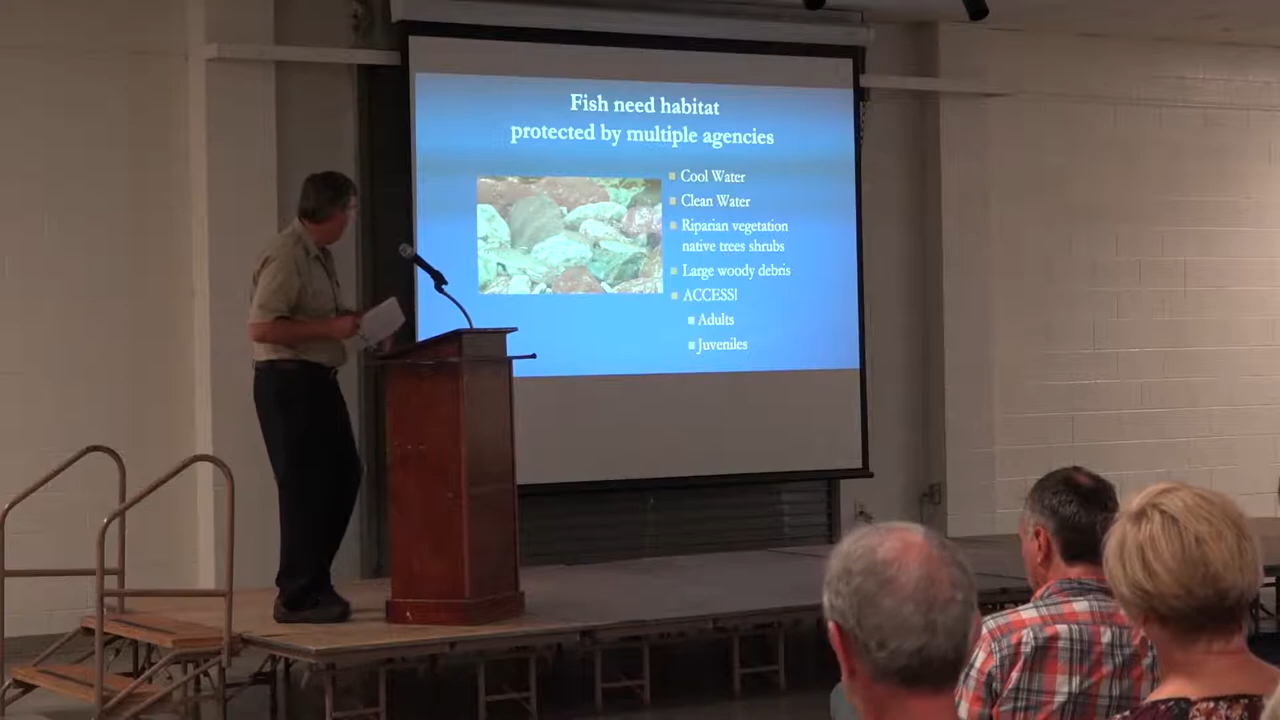 Fish need habitat
protected by multiple agencies
Cool Water
Clean Water
Riparian vegetation
native trees shrubs
Large woody debris
ACCESS!
Adults
Juveniles